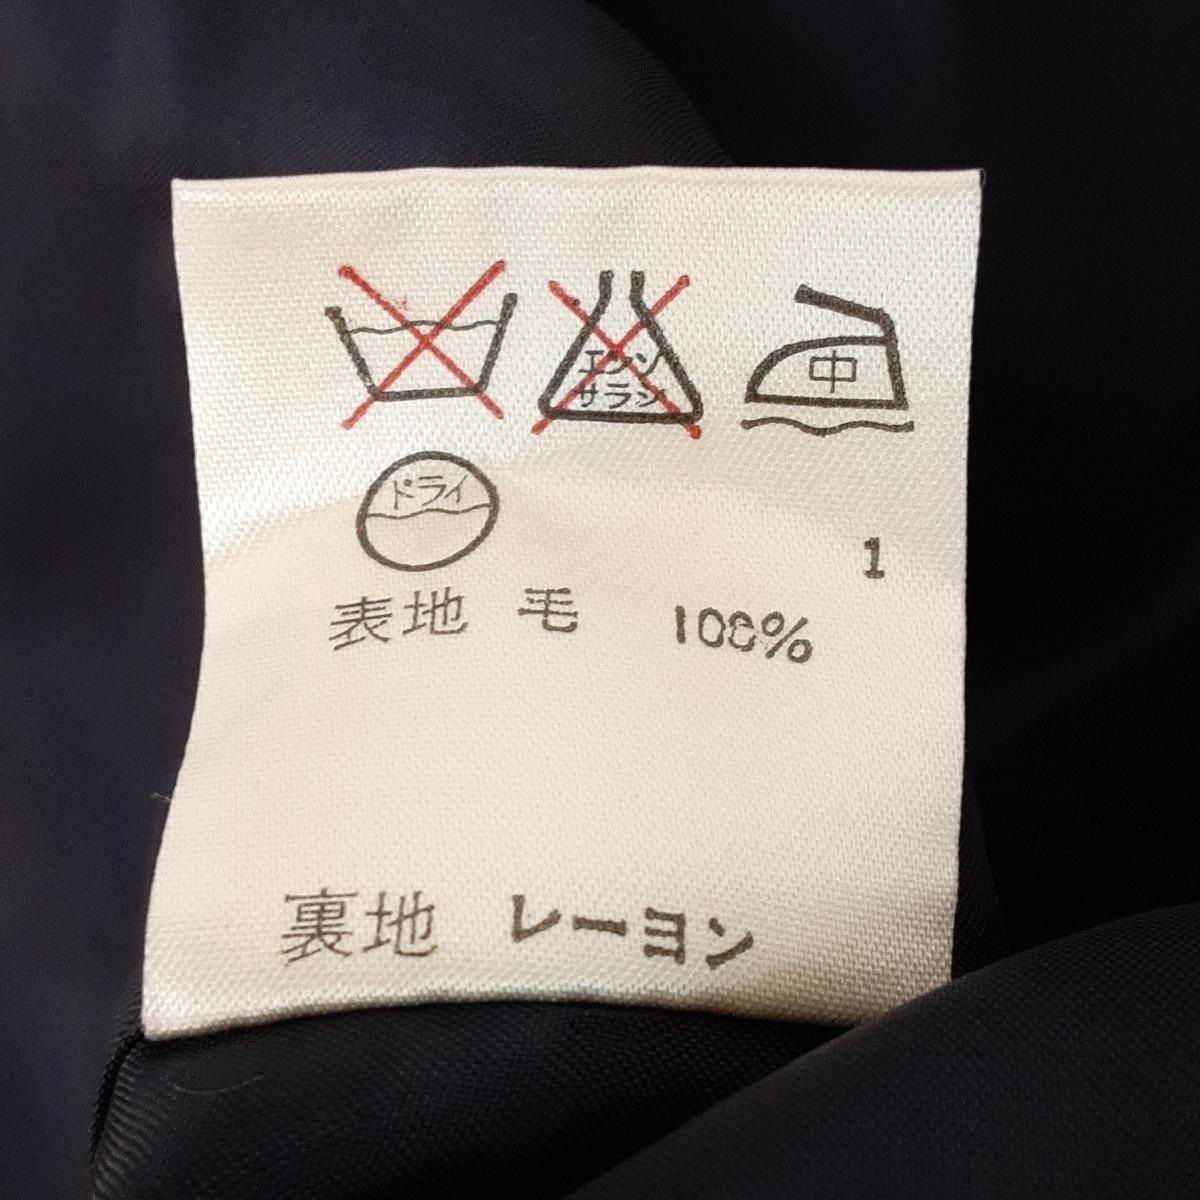 エンソ
サラシ
中
ドライ
1
表地 毛 100%
裏地 レーヨン